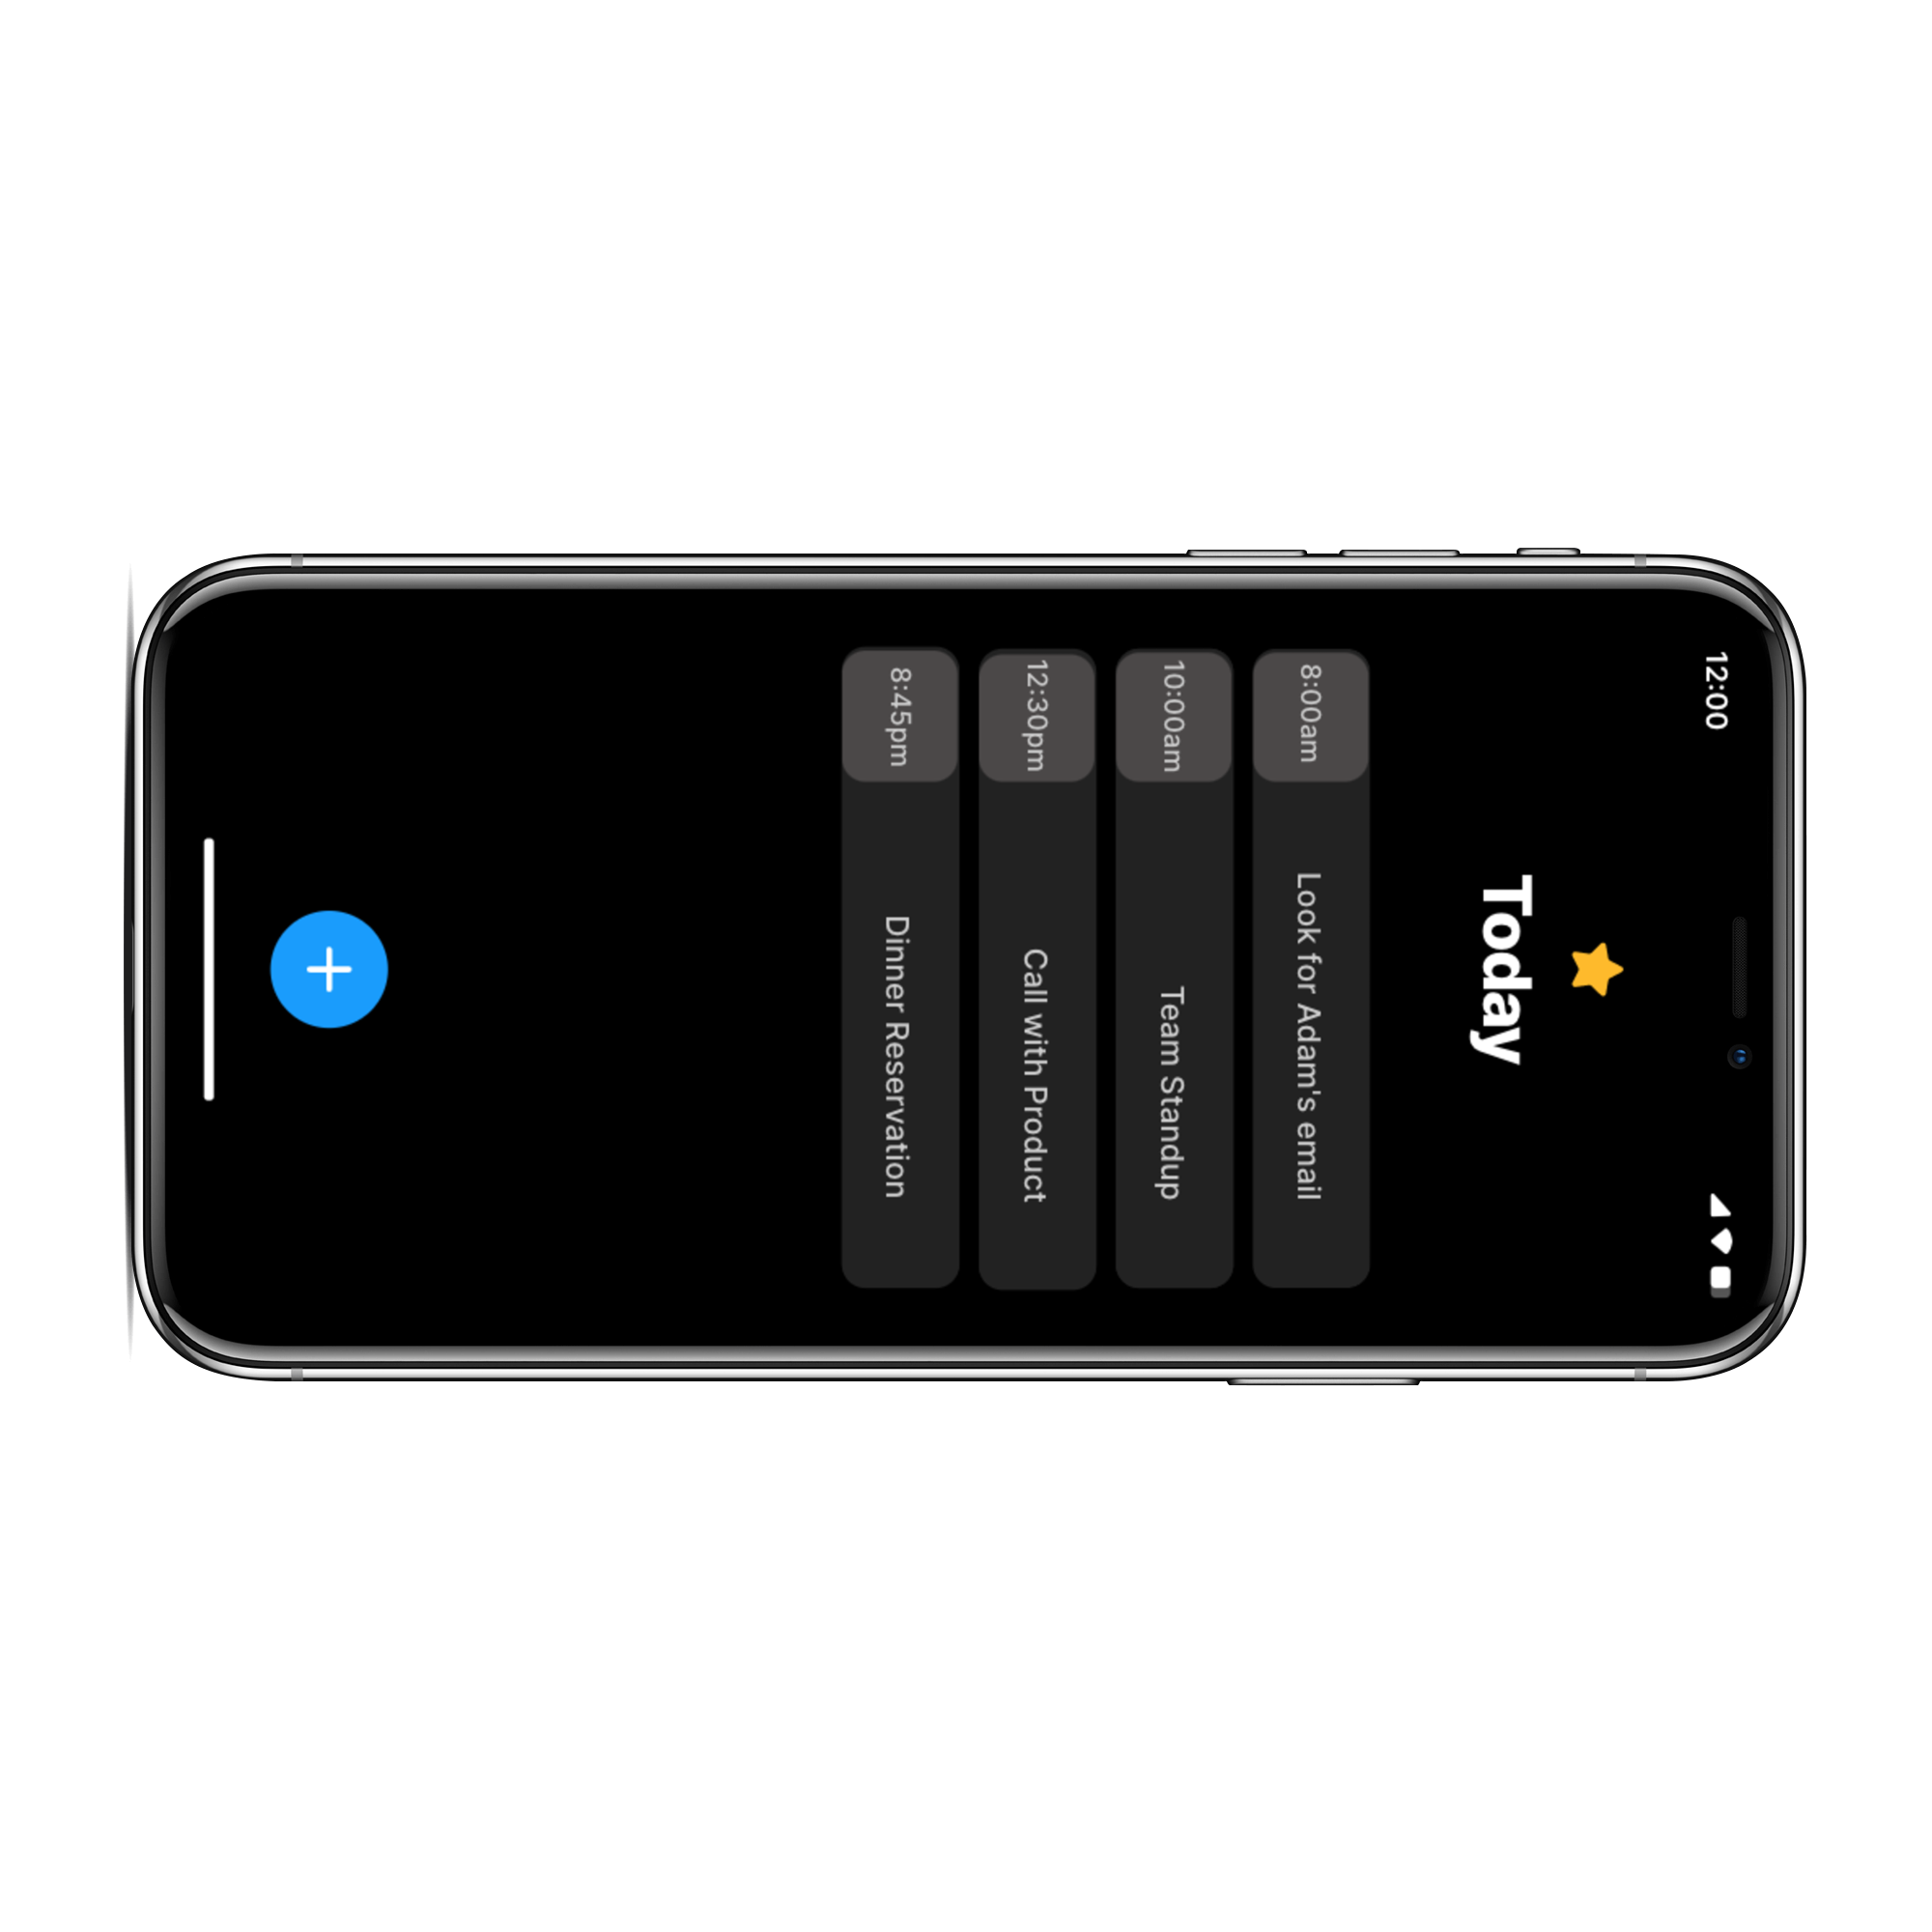 12:00
Today
8:00am Look for Adam's email
10:00am Team Standup
12:30pm Call with Product
8:45pm Dinner Reservation